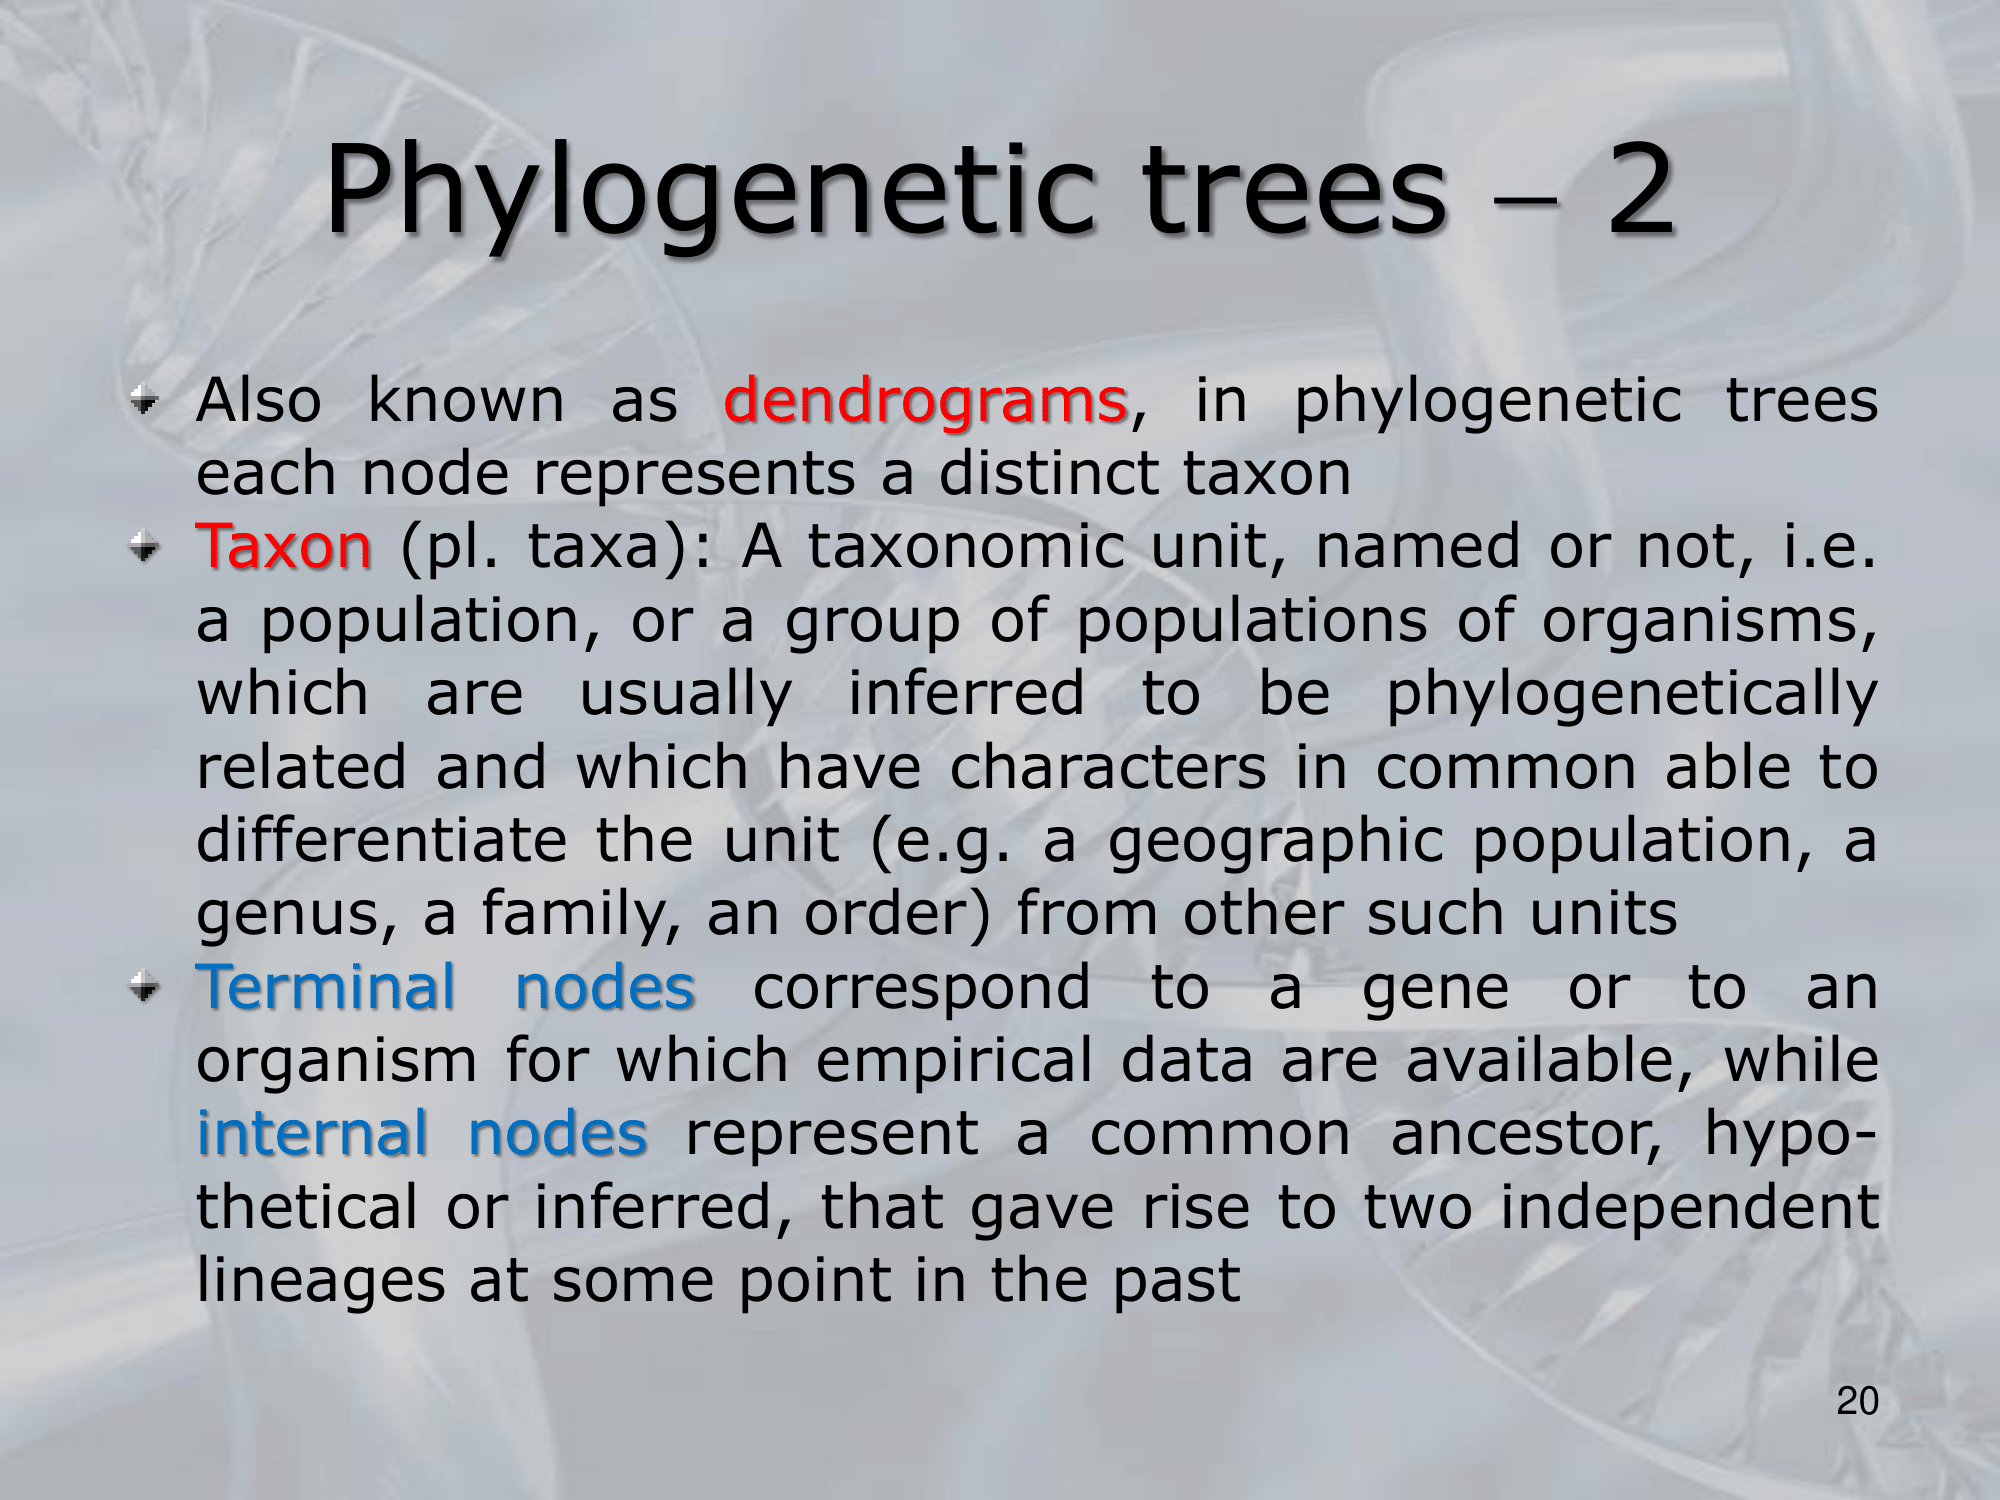 Phylogenetic trees – 2
Also known as dendrograms, in phylogenetic trees
each node represents a distinct taxon
Taxon (pl. taxa): A taxonomic unit, named or not, i.e.
a population, or a group of populations of organisms,
which are usually inferred to be phylogenetically
related and which have characters in common able to
differentiate the unit (e.g. a geographic population, a
genus, a family, an order) from other such units
Terminal nodes correspond to a gene or to an
organism for which empirical data are available, while
internal nodes represent a common ancestor, hypo-
thetical or inferred, that gave rise to two independent
lineages at some point in the past
20